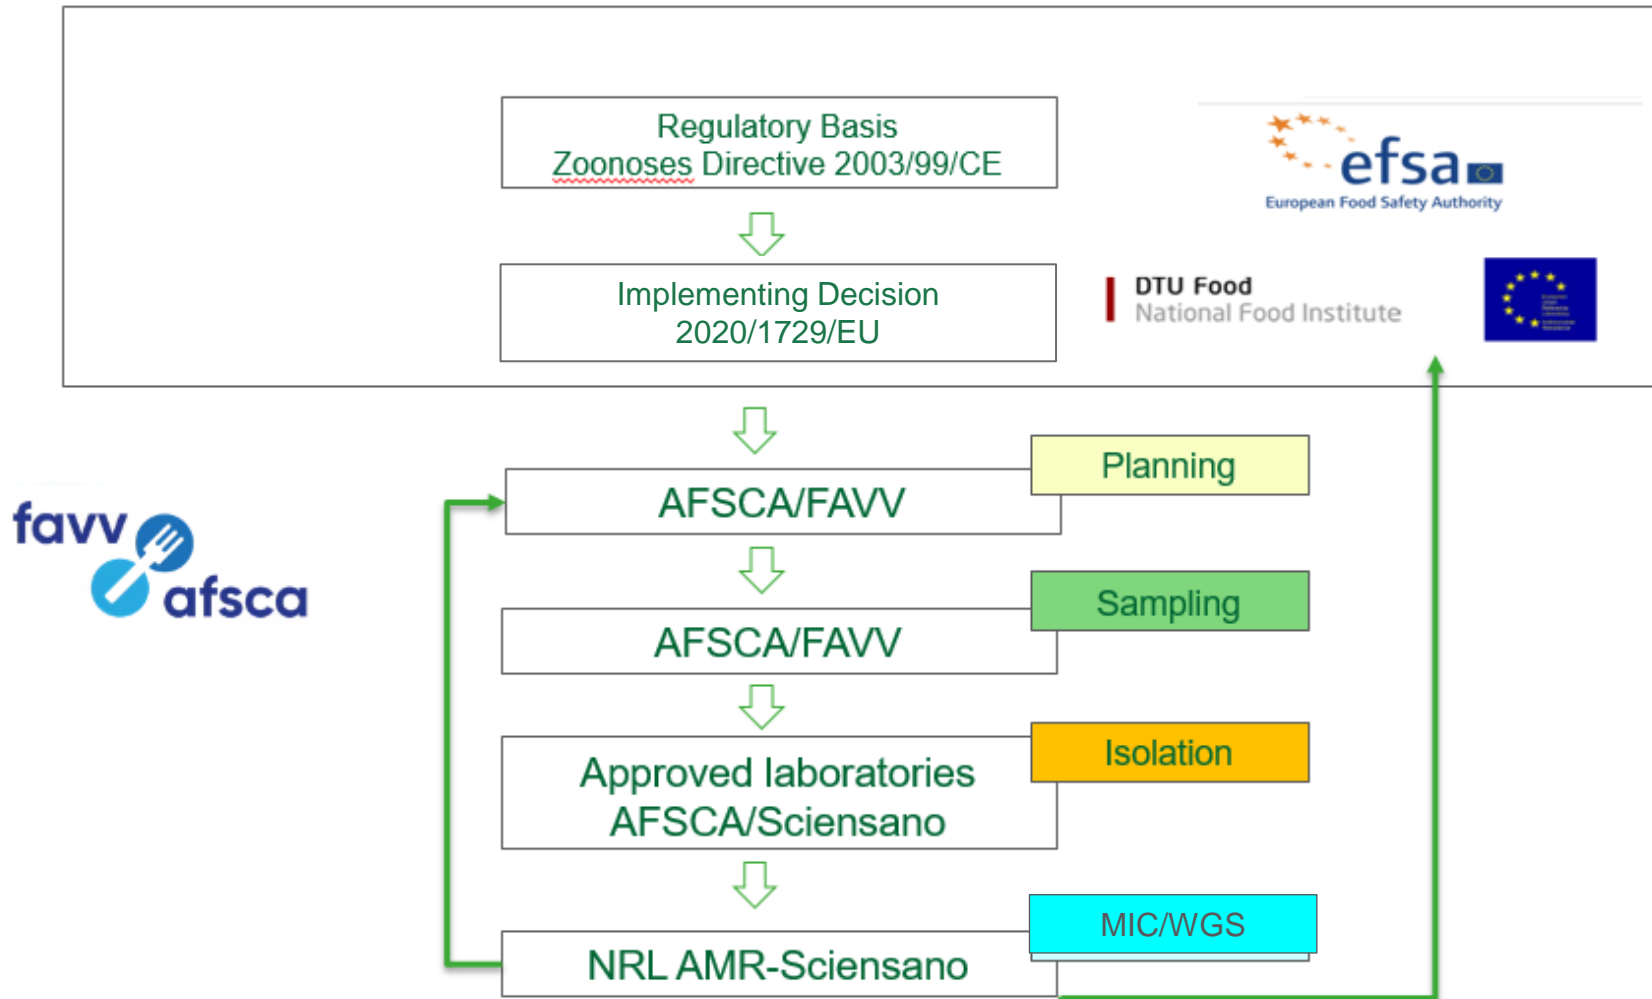 Regulatory Basis
Zoonoses Directive 2003/99/CE
efsa
European Food Safety Authority
Implementing Decision
2020/1729/EU
DTU Food
National Food Institute
Planning
AFSCA/FAVV
favv
afsca
Sampling
AFSCA/FAVV
Isolation
Approved laboratories
AFSCA/Sciensano
MIC/WGS
NRL AMR-Sciensano